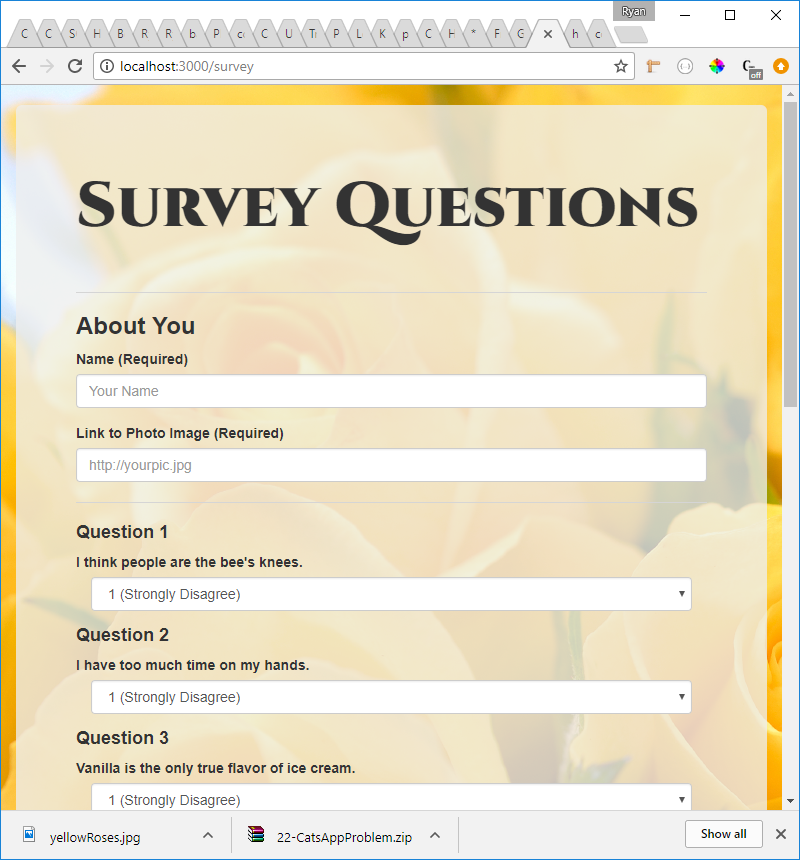 Ryan
C C S H B R R b P c C U T P L K p C H * F G h c
localhost:3000/survey
off
Survey Questions
About You
Name (Required)
Your Name
Link to Photo Image (Required)
http://yourpic.jpg
Question 1
I think people are the bee's knees.
1 (Strongly Disagree)
Question 2
I have too much time on my hands.
1 (Strongly Disagree)
Question 3
Vanilla is the only true flavor of ice cream.
1 (Strongly Disagree)
yellowRoses.jpg
22-CatsAppProblem.zip
Show all